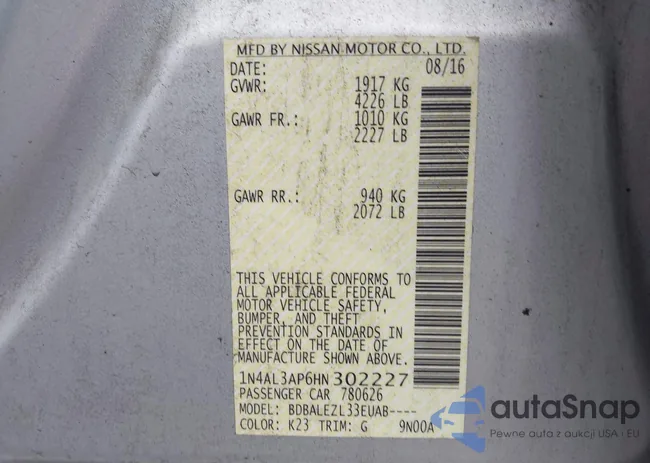 MFD BY NISSAN MOTOR CO., LTD.
DATE: 08/16
GVWR: 1917 KG
4226 LB
GAWR FR.: 1010 KG
2227 LB
GAWR RR.: 940 KG
2072 LB
THIS VEHICLE CONFORMS TO
ALL APPLICABLE FEDERAL
MOTOR VEHICLE SAFETY,
BUMPER, AND THEFT
PREVENTION STANDARDS IN
EFFECT ON THE DATE OF
MANUFACTURE SHOWN ABOVE.
1N4AL3AP6HN302227
PASSENGER CAR 780626
MODEL: BDBALEZL33EUAB----
COLOR: K23 TRIM: G 9N00A
autoSnap
Pewne auta z aukcji USA i EU